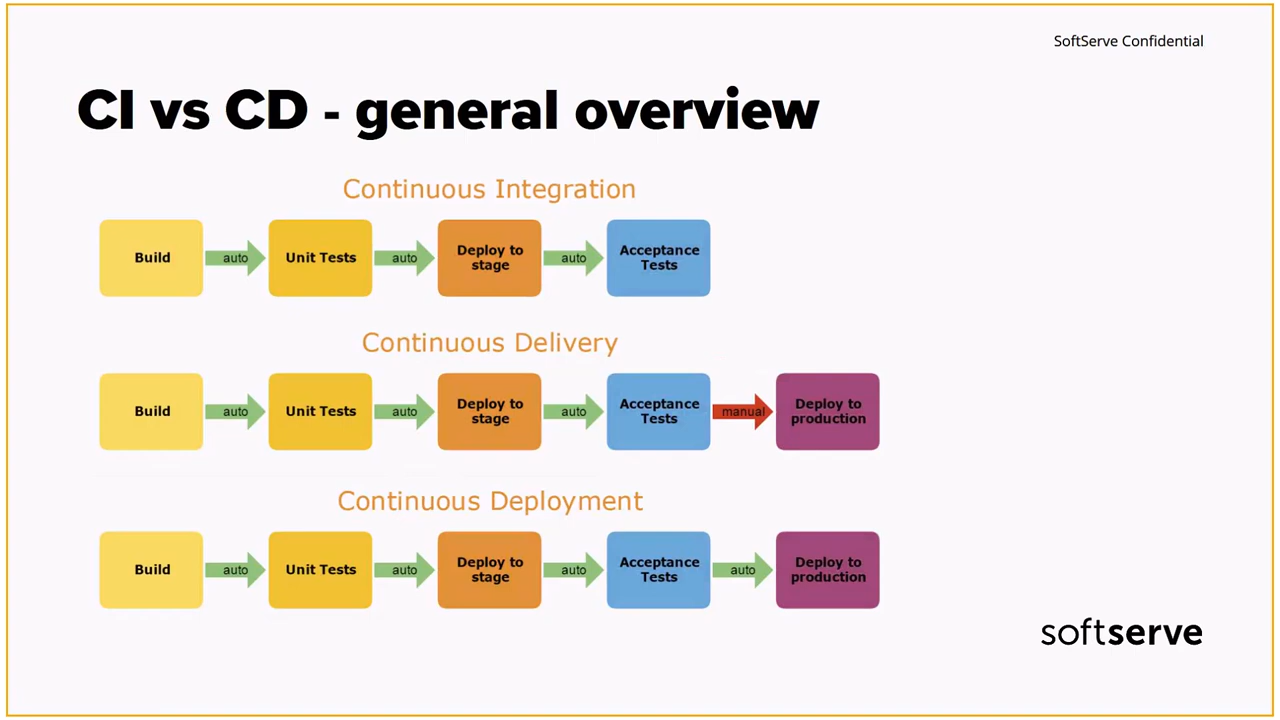 SoftServe Confidential
CI vs CD - general overview
Continuous Integration
Build
auto
Unit Tests
auto
Deploy to
stage
auto
Acceptance
Tests
Continuous Delivery
Build
auto
Unit Tests
auto
Deploy to
stage
auto
Acceptance
Tests
manual
Deploy to
production
Continuous Deployment
Build
auto
Unit Tests
auto
Deploy to
stage
auto
Acceptance
Tests
auto
Deploy to
production
softserve